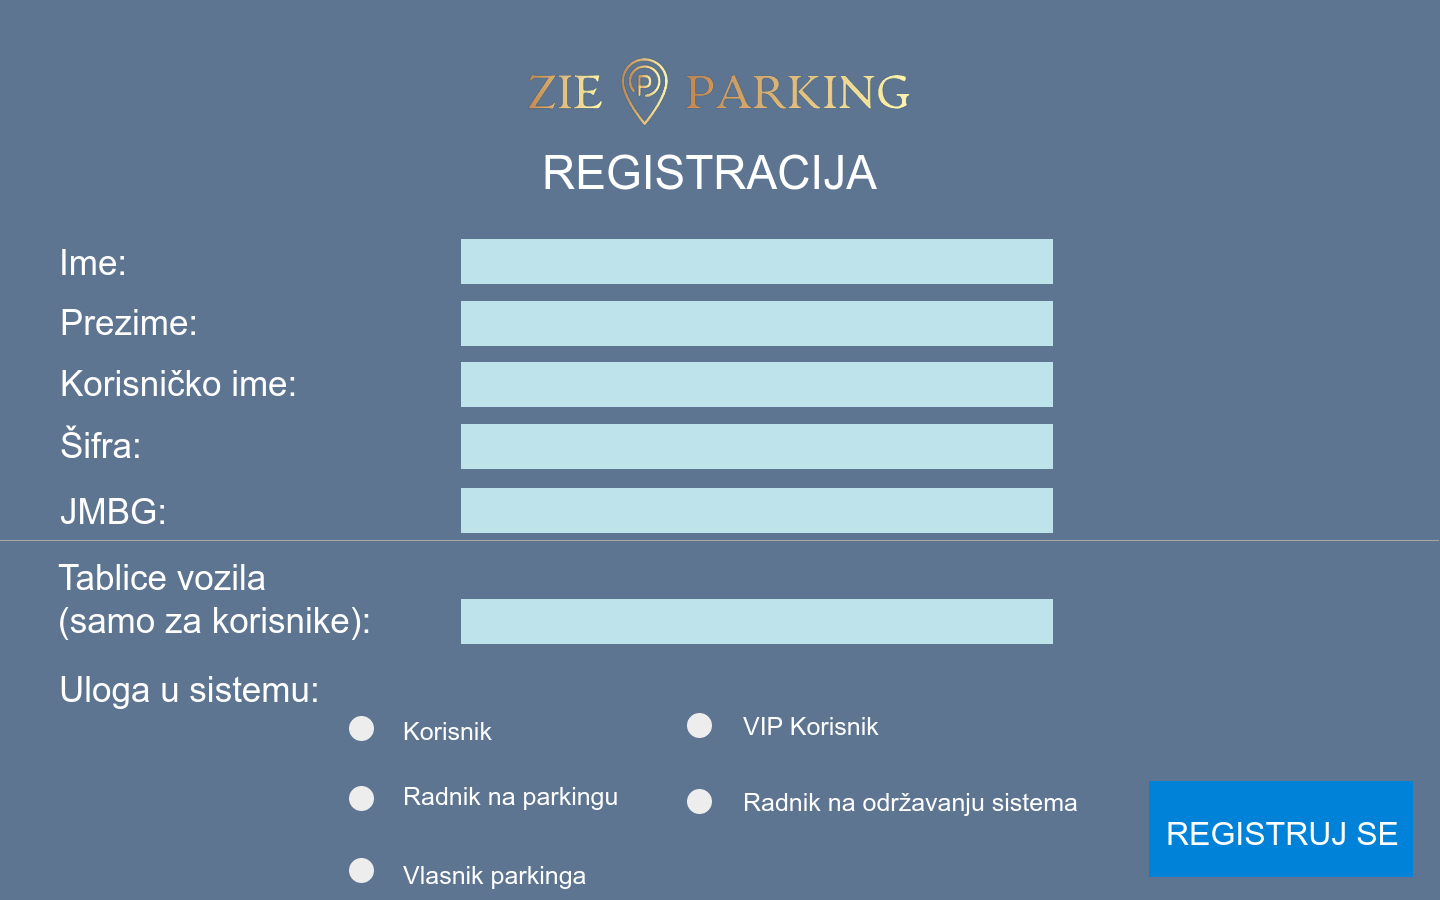 ZIE P PARKING
REGISTRACIJA
Ime:
Prezime:
Korisničko ime:
Šifra:
JMBG:
Tablice vozila
(samo za korisnike):
Uloga u sistemu:
Korisnik
VIP Korisnik
Radnik na parkingu
Radnik na održavanju sistema
Vlasnik parkinga
REGISTRUJ SE